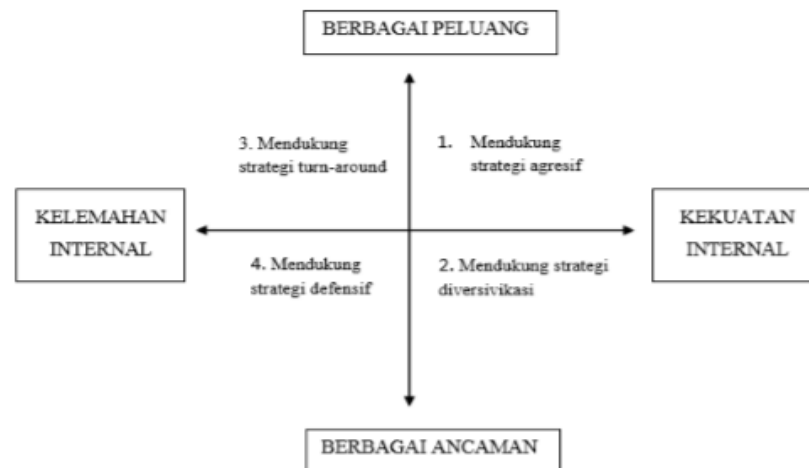 BERBAGAI PELUANG
3. Mendukung
strategi turn-around
1. Mendukung
strategi agresif
KELEMAHAN
INTERNAL
KEKUATAN
INTERNAL
4. Mendukung
strategi defensif
2. Mendukung strategi
diversivikasi
BERBAGAI ANCAMAN